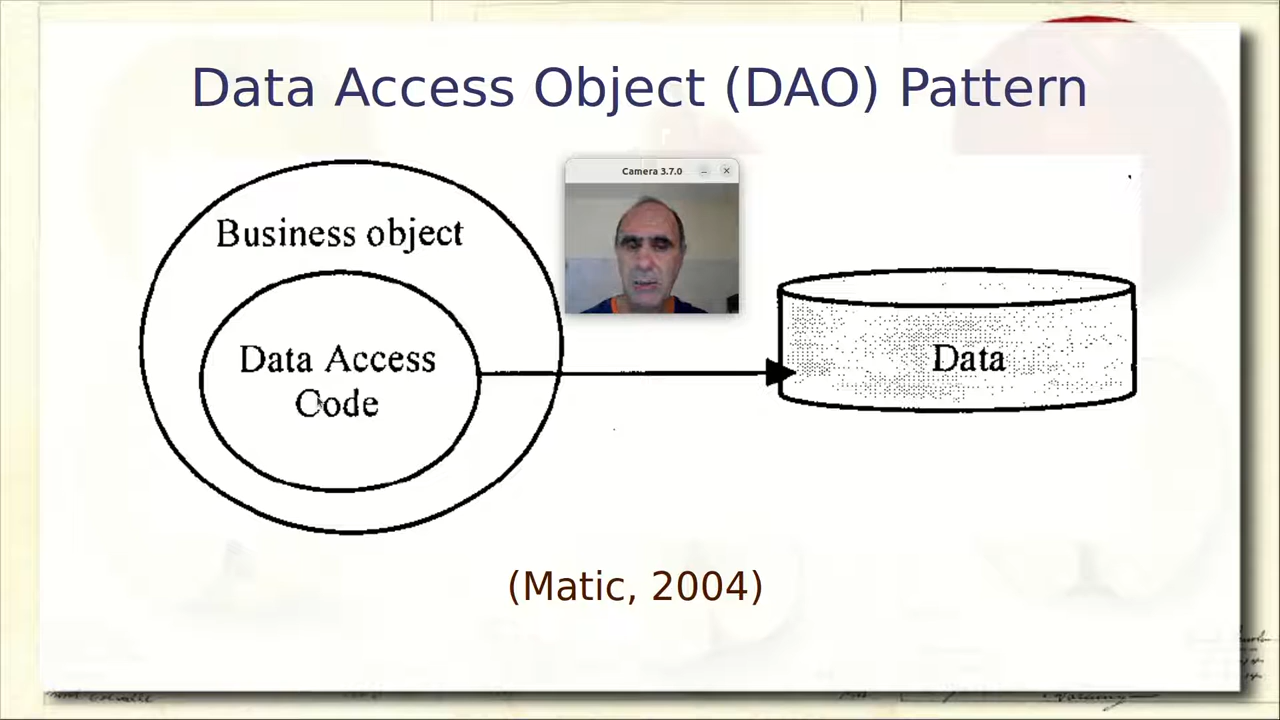 Data Access Object (DAO) Pattern
Camera 3.7.0
Business object
Data Access
Code
Data
(Matic, 2004)